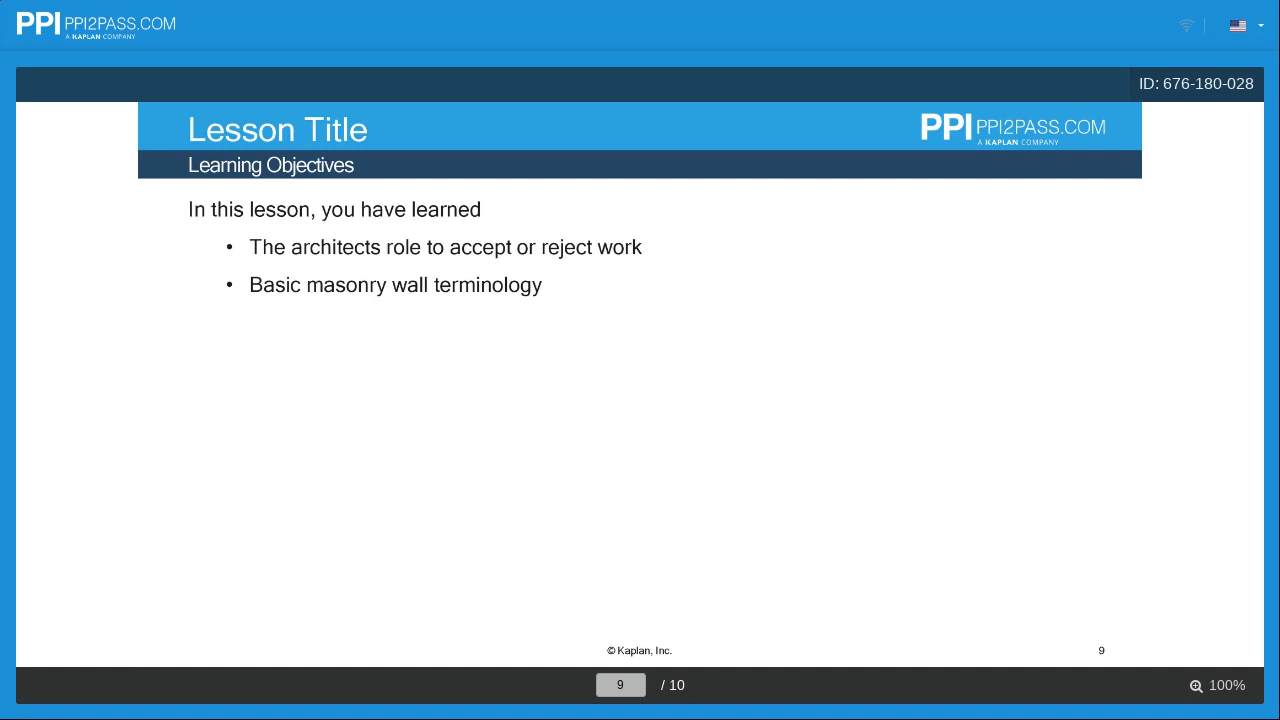 PPI PPI2PASS.COM
A KAPLAN COMPANY
ID: 676-180-028
Lesson Title
PPI PPI2PASS.COM
A KAPLAN COMPANY
Learning Objectives
In this lesson, you have learned
• The architects role to accept or reject work
• Basic masonry wall terminology
© Kaplan, Inc.
9
9 / 10
100%